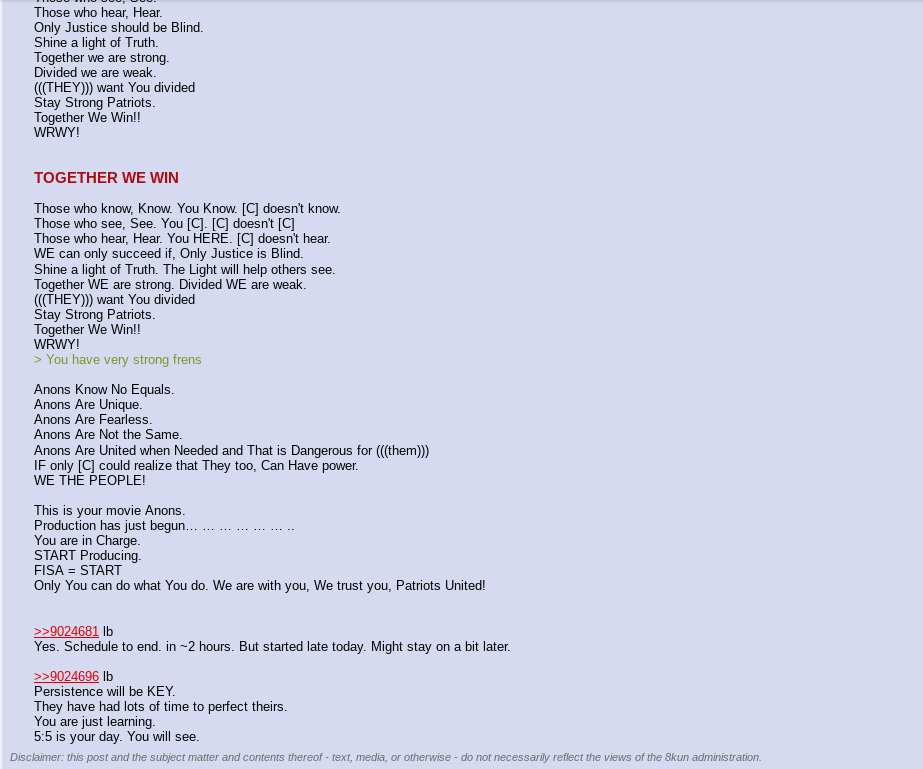 Those who see, See.
Those who hear, Hear.
Only Justice should be Blind.
Shine a light of Truth.
Together we are strong.
Divided we are weak.
(((THEY))) want You divided
Stay Strong Patriots.
Together We Win!!
WRWY!
TOGETHER WE WIN
Those who know, Know. You Know. [C] doesn't know.
Those who see, See. You [C]. [C] doesn't [C]
Those who hear, Hear. You HERE. [C] doesn't hear.
WE can only succeed if, Only Justice is Blind.
Shine a light of Truth. The Light will help others see.
Together WE are strong. Divided WE are weak.
(((THEY))) want You divided
Stay Strong Patriots.
Together We Win!!
WRWY!
> You have very strong frens
Anons Know No Equals.
Anons Are Unique.
Anons Are Fearless.
Anons Are Not the Same.
Anons Are United when Needed and That is Dangerous for (((them)))
IF only [C] could realize that They too, Can Have power.
WE THE PEOPLE!
This is your movie Anons.
Production has just begun… … … … … … ..
You are in Charge.
START Producing.
FISA = START
Only You can do what You do. We are with you, We trust you, Patriots United!
>>9024681 lb
Yes. Schedule to end. in ~2 hours. But started late today. Might stay on a bit later.
>>9024696 lb
Persistence will be KEY.
They have had lots of time to perfect theirs.
You are just learning.
5:5 is your day. You will see.
Disclaimer: this post and the subject matter and contents thereof - text, media, or otherwise - do not necessarily reflect the views of the 8kun administration.